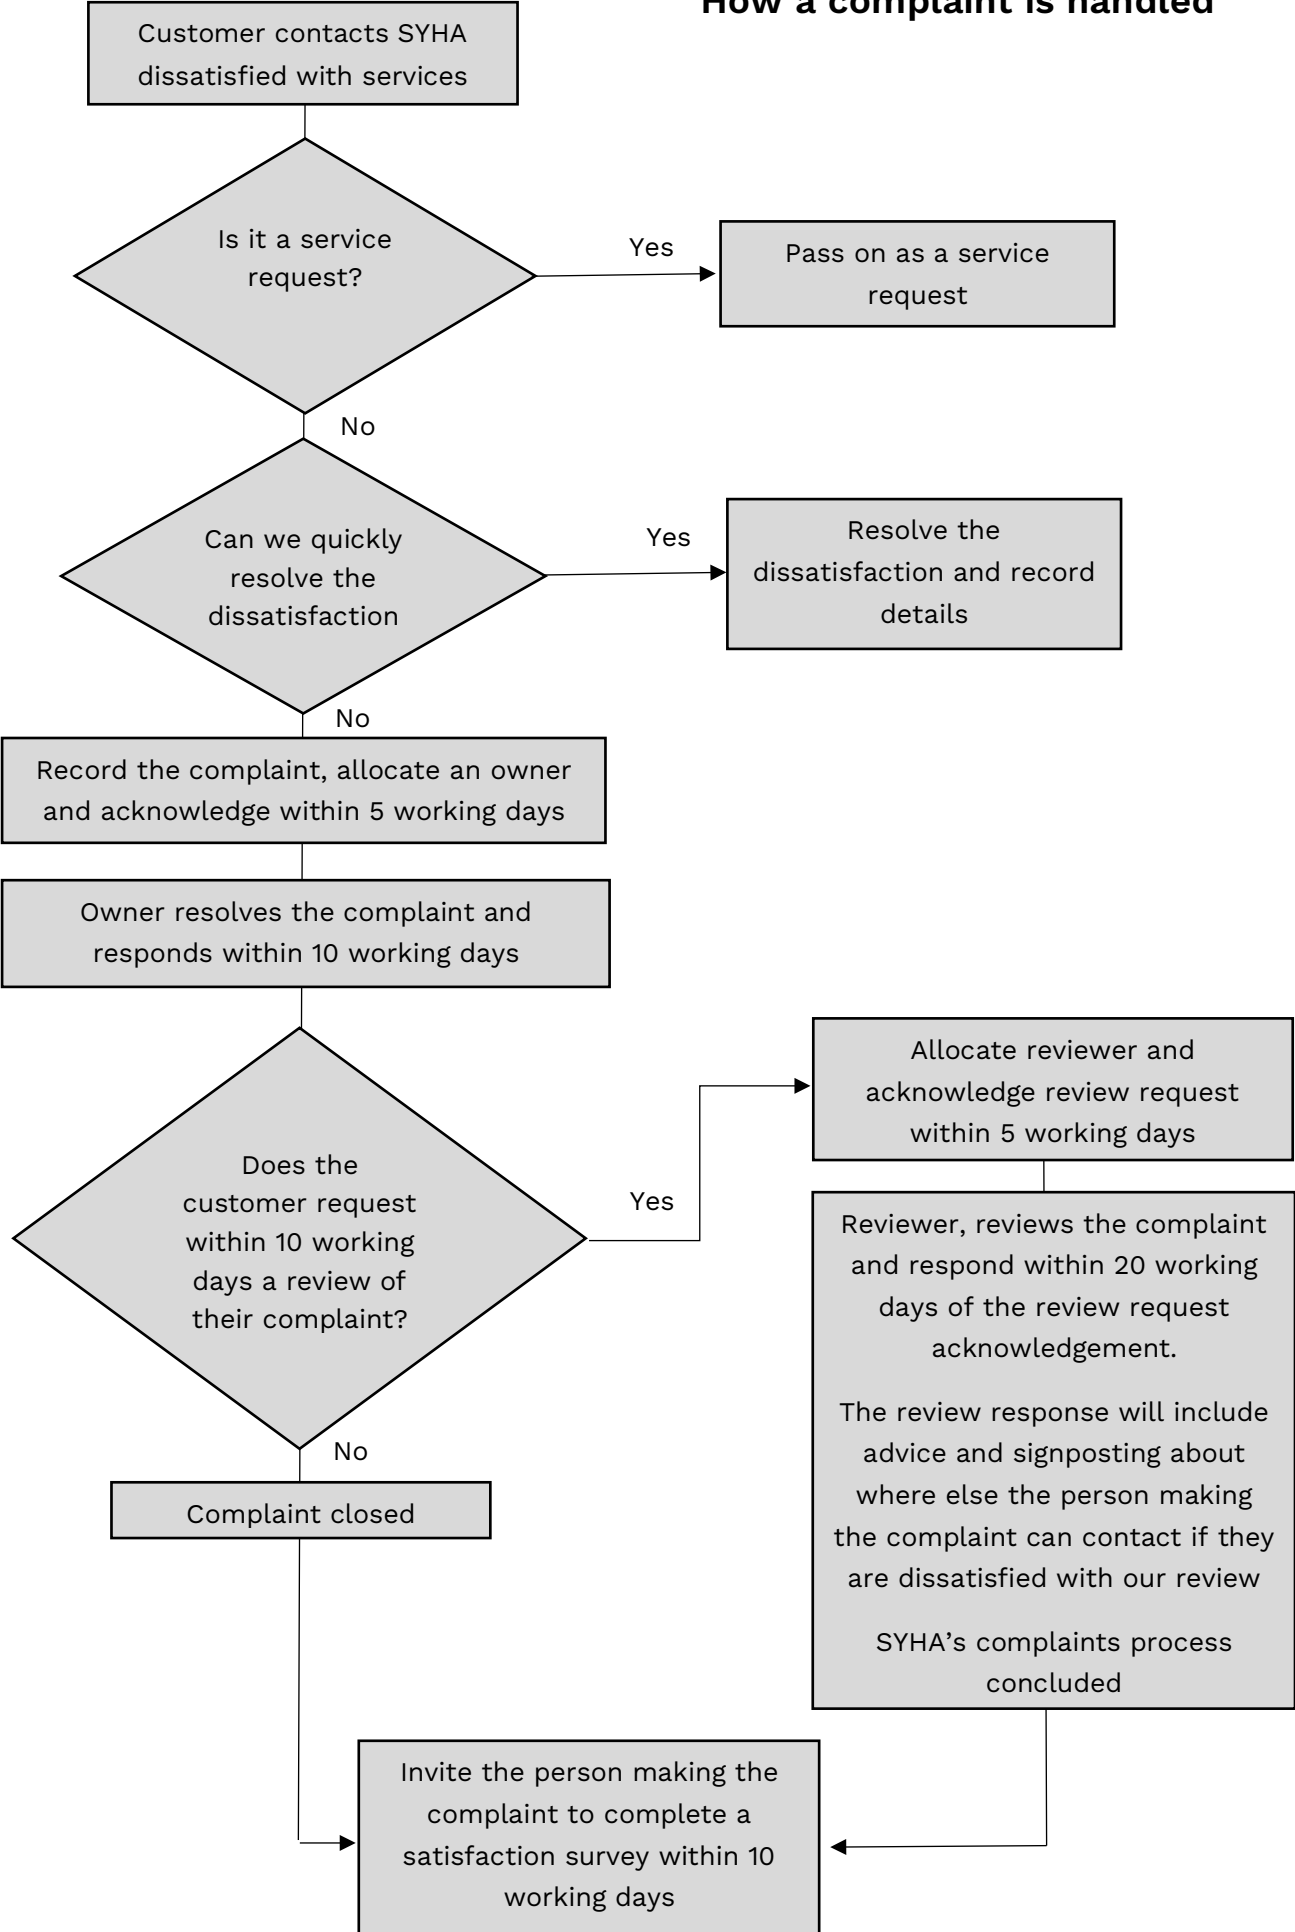 How a complaint is handled
Customer contacts SYHA
dissatisfied with services
Is it a service
request?
Yes
Pass on as a service
request
No
Can we quickly
resolve the
dissatisfaction
Yes
Resolve the
dissatisfaction and record
details
No
Record the complaint, allocate an owner
and acknowledge within 5 working days
Owner resolves the complaint and
responds within 10 working days
Does the
customer request
within 10 working
days a review of
their complaint?
Yes
Allocate reviewer and
acknowledge review request
within 5 working days
Reviewer, reviews the complaint
and respond within 20 working
days of the review request
acknowledgement.
The review response will include
advice and signposting about
where else the person making
the complaint can contact if they
are dissatisfied with our review
SYHA’s complaints process
concluded
No
Complaint closed
Invite the person making the
complaint to complete a
satisfaction survey within 10
working days